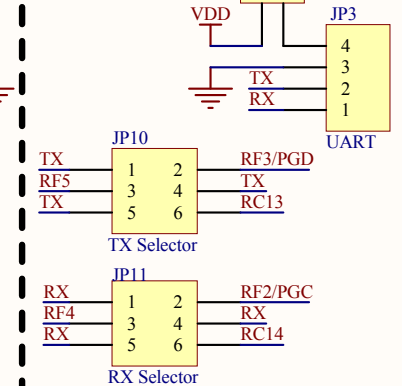 VDD
JP3
4
3
TX 2
RX 1
UART
JP10
TX 1 2 RF3/PGD
RF5 3 4 TX
TX 5 6 RC13
TX Selector
JP11
RX 1 2 RF2/PGC
RF4 3 4 RX
RX 5 6 RC14
RX Selector